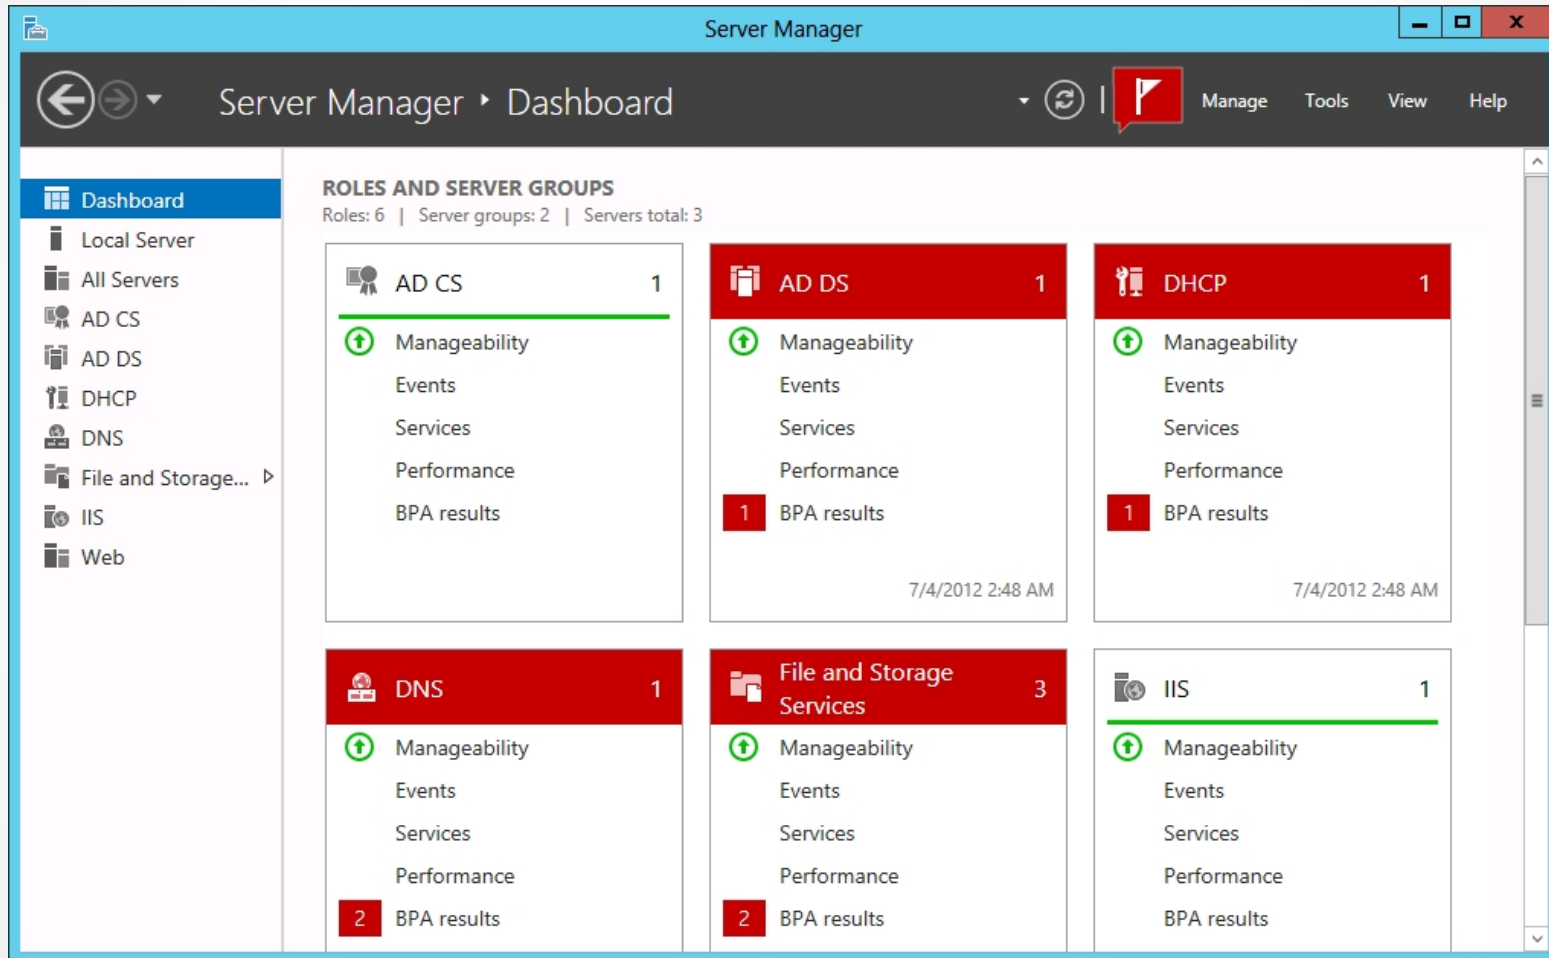 Server Manager
Server Manager • Dashboard
Manage Tools View Help
Dashboard
Local Server
All Servers
AD CS
AD DS
DHCP
DNS
File and Storage...
IIS
Web
ROLES AND SERVER GROUPS
Roles: 6 | Server groups: 2 | Servers total: 3
AD CS 1
Manageability
Events
Services
Performance
BPA results
AD DS 1
Manageability
Events
Services
Performance
1 BPA results
7/4/2012 2:48 AM
DHCP 1
Manageability
Events
Services
Performance
1 BPA results
7/4/2012 2:48 AM
DNS 1
Manageability
Events
Services
Performance
2 BPA results
File and Storage
Services 3
Manageability
Events
Services
Performance
2 BPA results
IIS 1
Manageability
Events
Services
Performance
BPA results